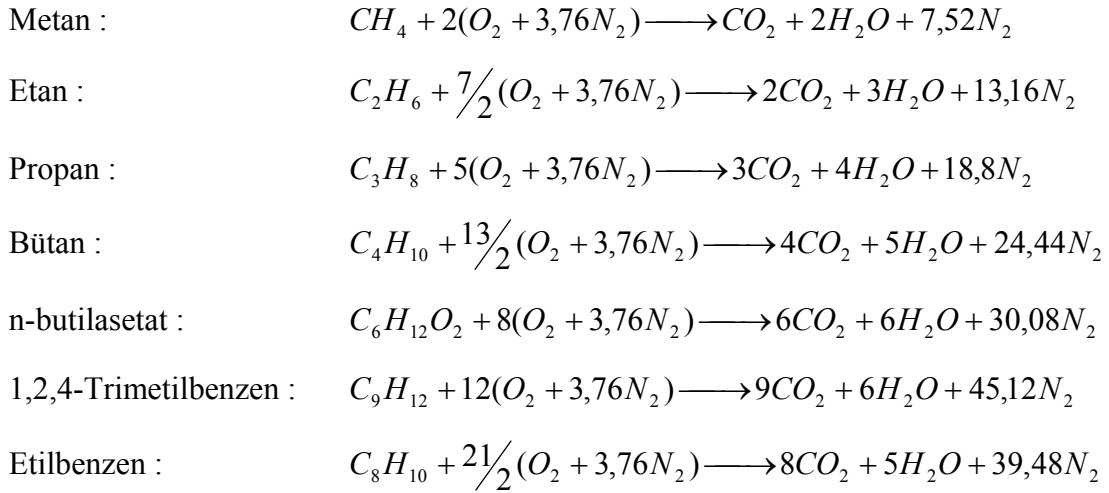 Metan : CH₄ + 2(O₂ + 3,76N₂) ⟶ CO₂ + 2H₂O + 7,52N₂
Etan : C₂H₆ + 7/2(O₂ + 3,76N₂) ⟶ 2CO₂ + 3H₂O + 13,16N₂
Propan : C₃H₈ + 5(O₂ + 3,76N₂) ⟶ 3CO₂ + 4H₂O + 18,8N₂
Bütan : C₄H₁₀ + 13/2(O₂ + 3,76N₂) ⟶ 4CO₂ + 5H₂O + 24,44N₂
n-butilasetat : C₆H₁₂O₂ + 8(O₂ + 3,76N₂) ⟶ 6CO₂ + 6H₂O + 30,08N₂
1,2,4-Trimetilbenzen : C₉H₁₂ + 12(O₂ + 3,76N₂) ⟶ 9CO₂ + 6H₂O + 45,12N₂
Etilbenzen : C₈H₁₀ + 21/2(O₂ + 3,76N₂) ⟶ 8CO₂ + 5H₂O + 39,48N₂